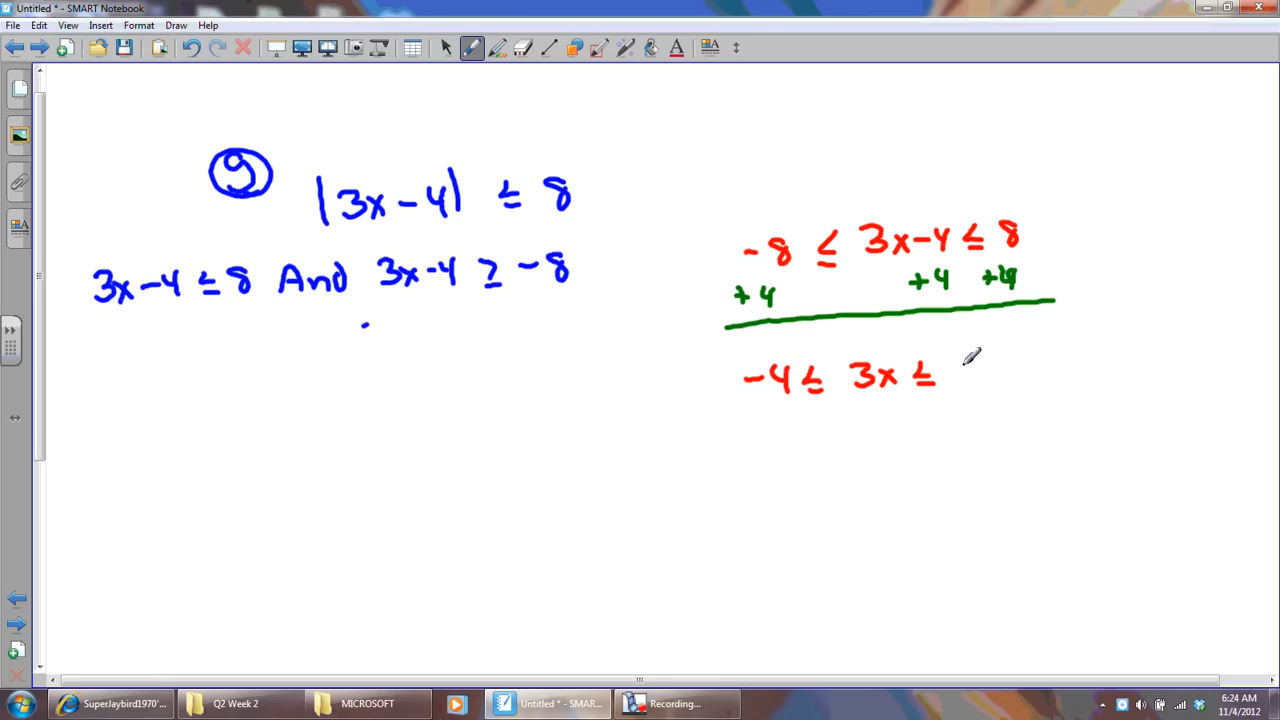 Untitled * - SMART Notebook
File Edit View Insert Format Draw Help
9
|3x-4| ≤ 8
3x-4 ≤ 8 And 3x-4 ≥ -8
-8 ≤ 3x-4 ≤ 8
+4 +4 +4
-4 ≤ 3x ≤
SuperJaybird1970'...
Q2 Week 2
MICROSOFT
Untitled * - SMAR...
Recording...
6:24 AM
11/4/2012